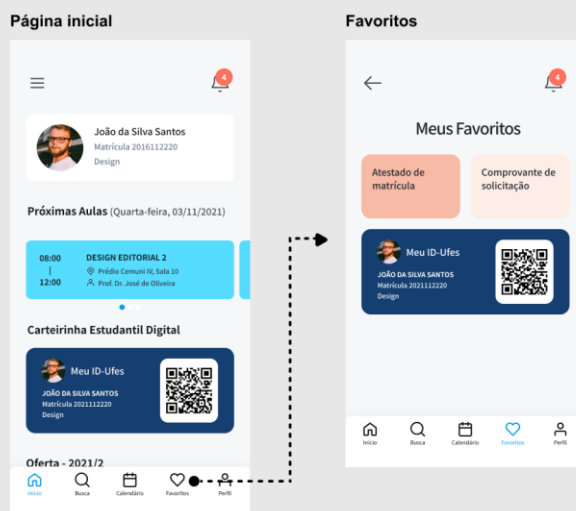 Página inicial
4
João da Silva Santos
Matrícula 2016112220
Design
Próximas Aulas (Quarta-feira, 03/11/2021)
08:00
|
12:00
DESIGN EDITORIAL 2
Prédio Cemuni IV, Sala 10
Prof. Dr. José de Oliveira
Carteirinha Estudantil Digital
Meu ID-Ufes
JOÃO DA SILVA SANTOS
Matrícula 2021112220
Design
Oferta - 2021/2
Início
Busca
Calendário
Favoritos
Perfil
Favoritos
4
Meus Favoritos
Atestado de
matrícula
Comprovante de
solicitação
Meu ID-Ufes
JOÃO DA SILVA SANTOS
Matrícula 2021112220
Design
Início
Busca
Calendário
Favoritos
Perfil